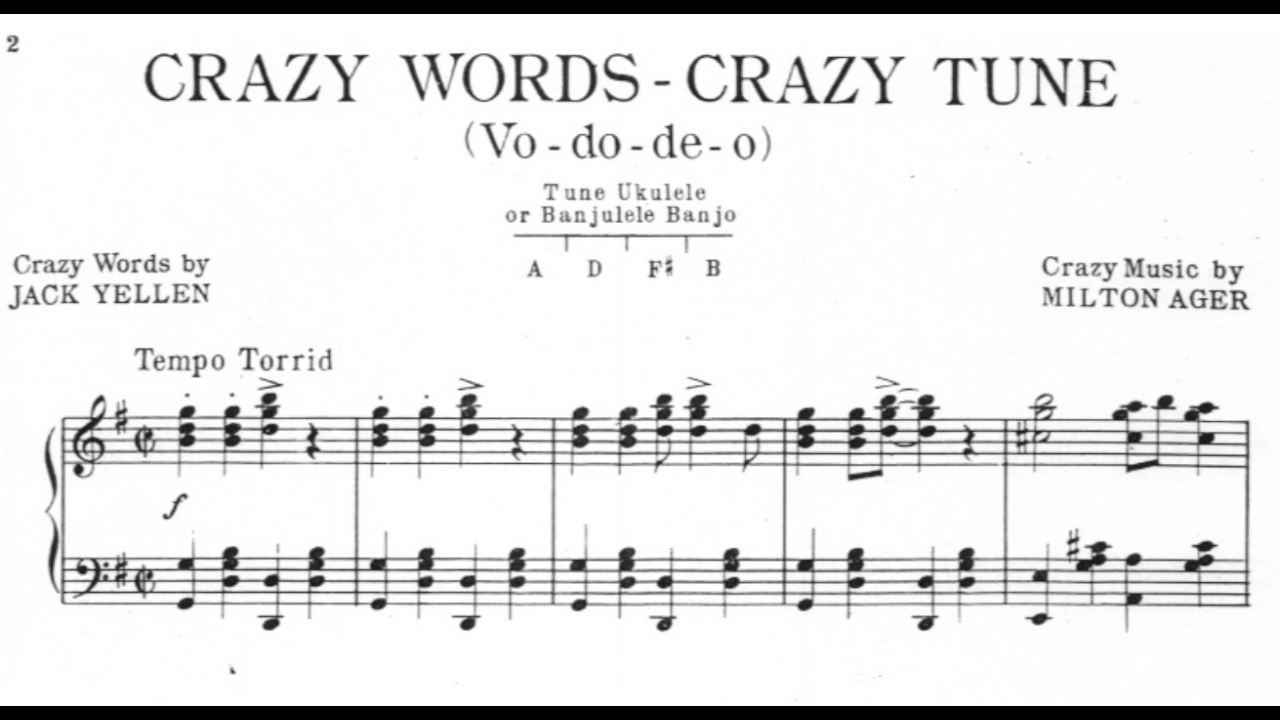 2
CRAZY WORDS - CRAZY TUNE
(Vo - do - de - o)
Tune Ukulele
or Banjulele Banjo
A D F♯ B
Crazy Words by
JACK YELLEN
Crazy Music by
MILTON AGER
Tempo Torrid
f